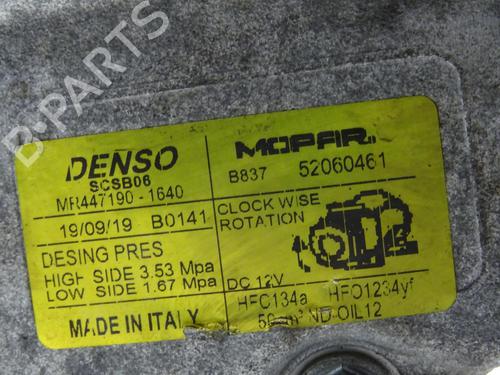 B-PARTS
DENSO
SCSB06
MR447190-1640
19/09/19 B0141
DESING PRES
HIGH SIDE 3.53 Mpa
LOW SIDE 1.67 Mpa
MADE IN ITALY
MOPAR
B837 52060461
CLOCK WISE
ROTATION
DC 12V
HFC134a HFO1234yf
ND-OIL12